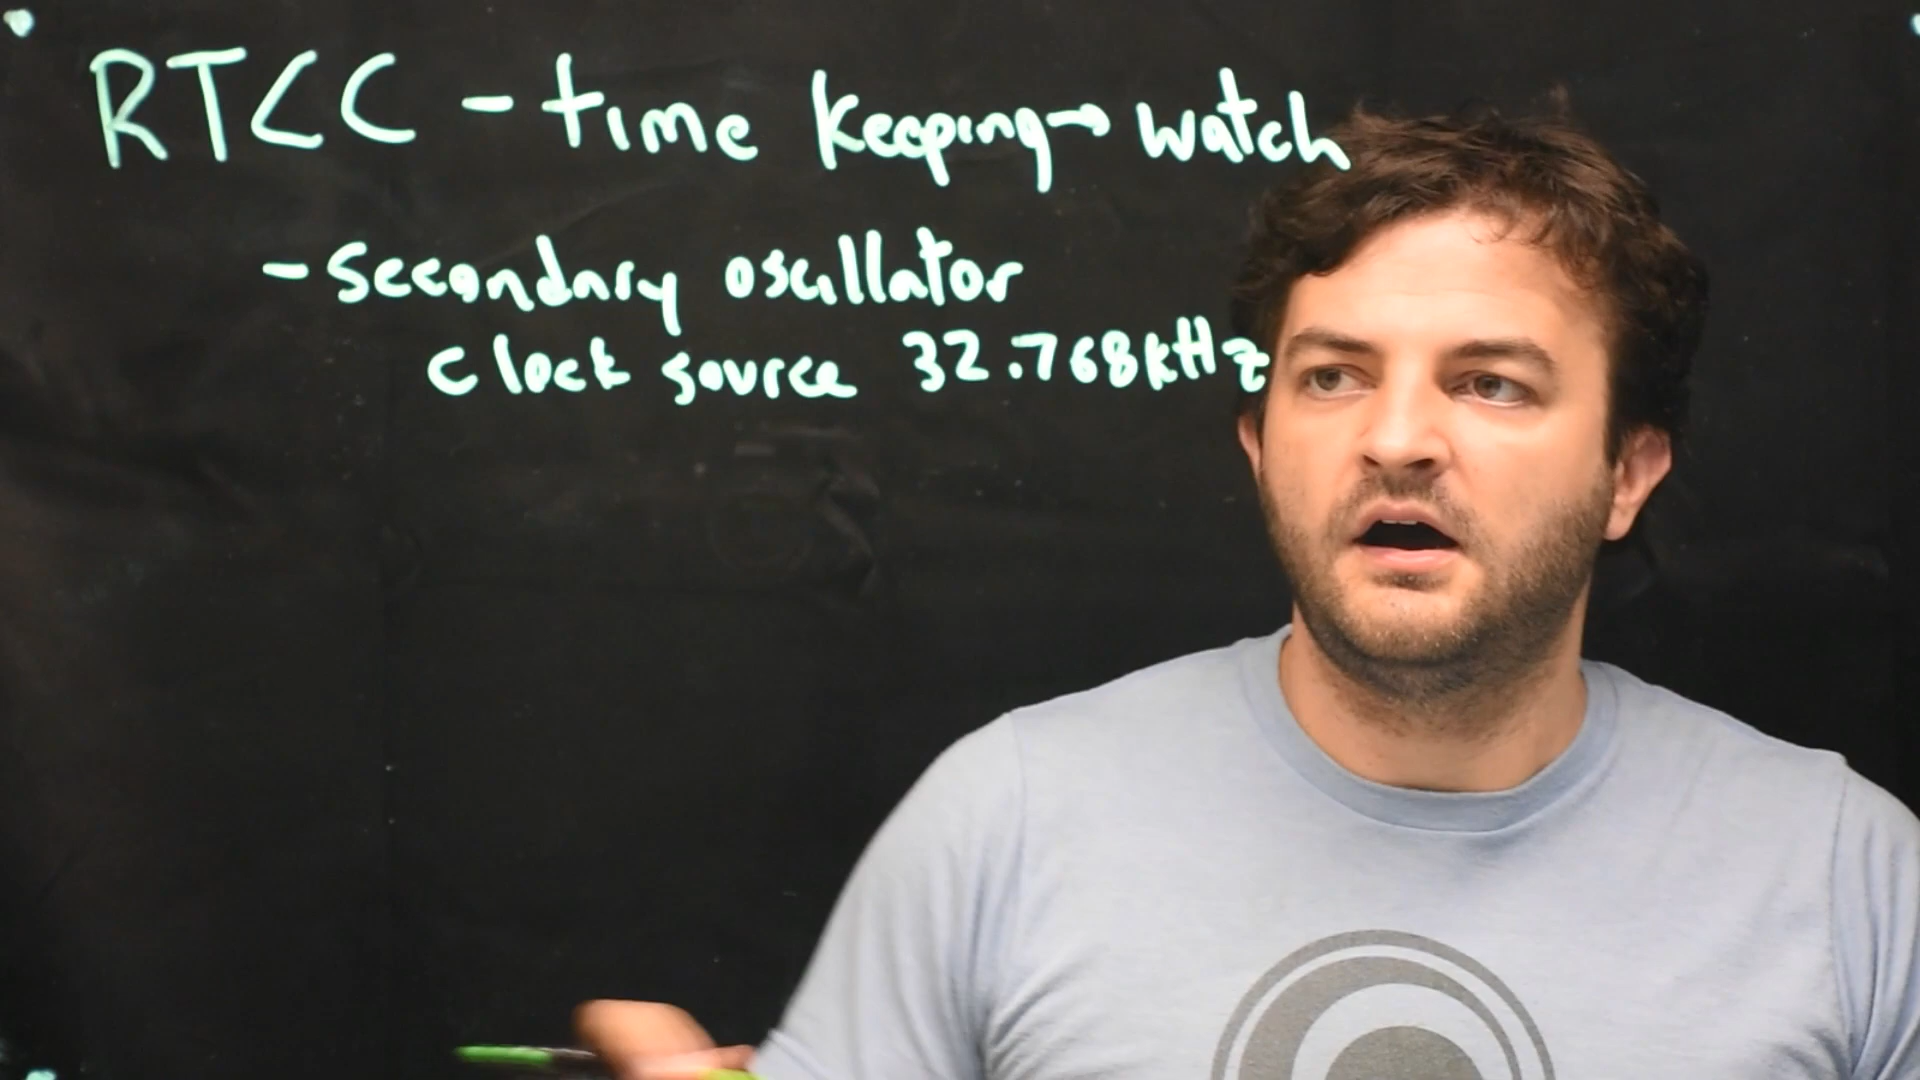 RTCC - time keeping → watch
- secondary oscillator
clock source 32.768kHz